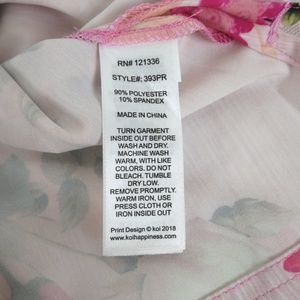 RN# 121336
STYLE#: 393PR
90% POLYESTER
10% SPANDEX
MADE IN CHINA
TURN GARMENT
INSIDE OUT BEFORE
WASH AND DRY.
MACHINE WASH
WARM, WITH LIKE
COLORS. DO NOT
BLEACH. TUMBLE
DRY LOW.
REMOVE PROMPTLY.
WARM IRON, USE
PRESS CLOTH OR
IRON INSIDE OUT
Print Design © koi 2018
www.koihappiness.com